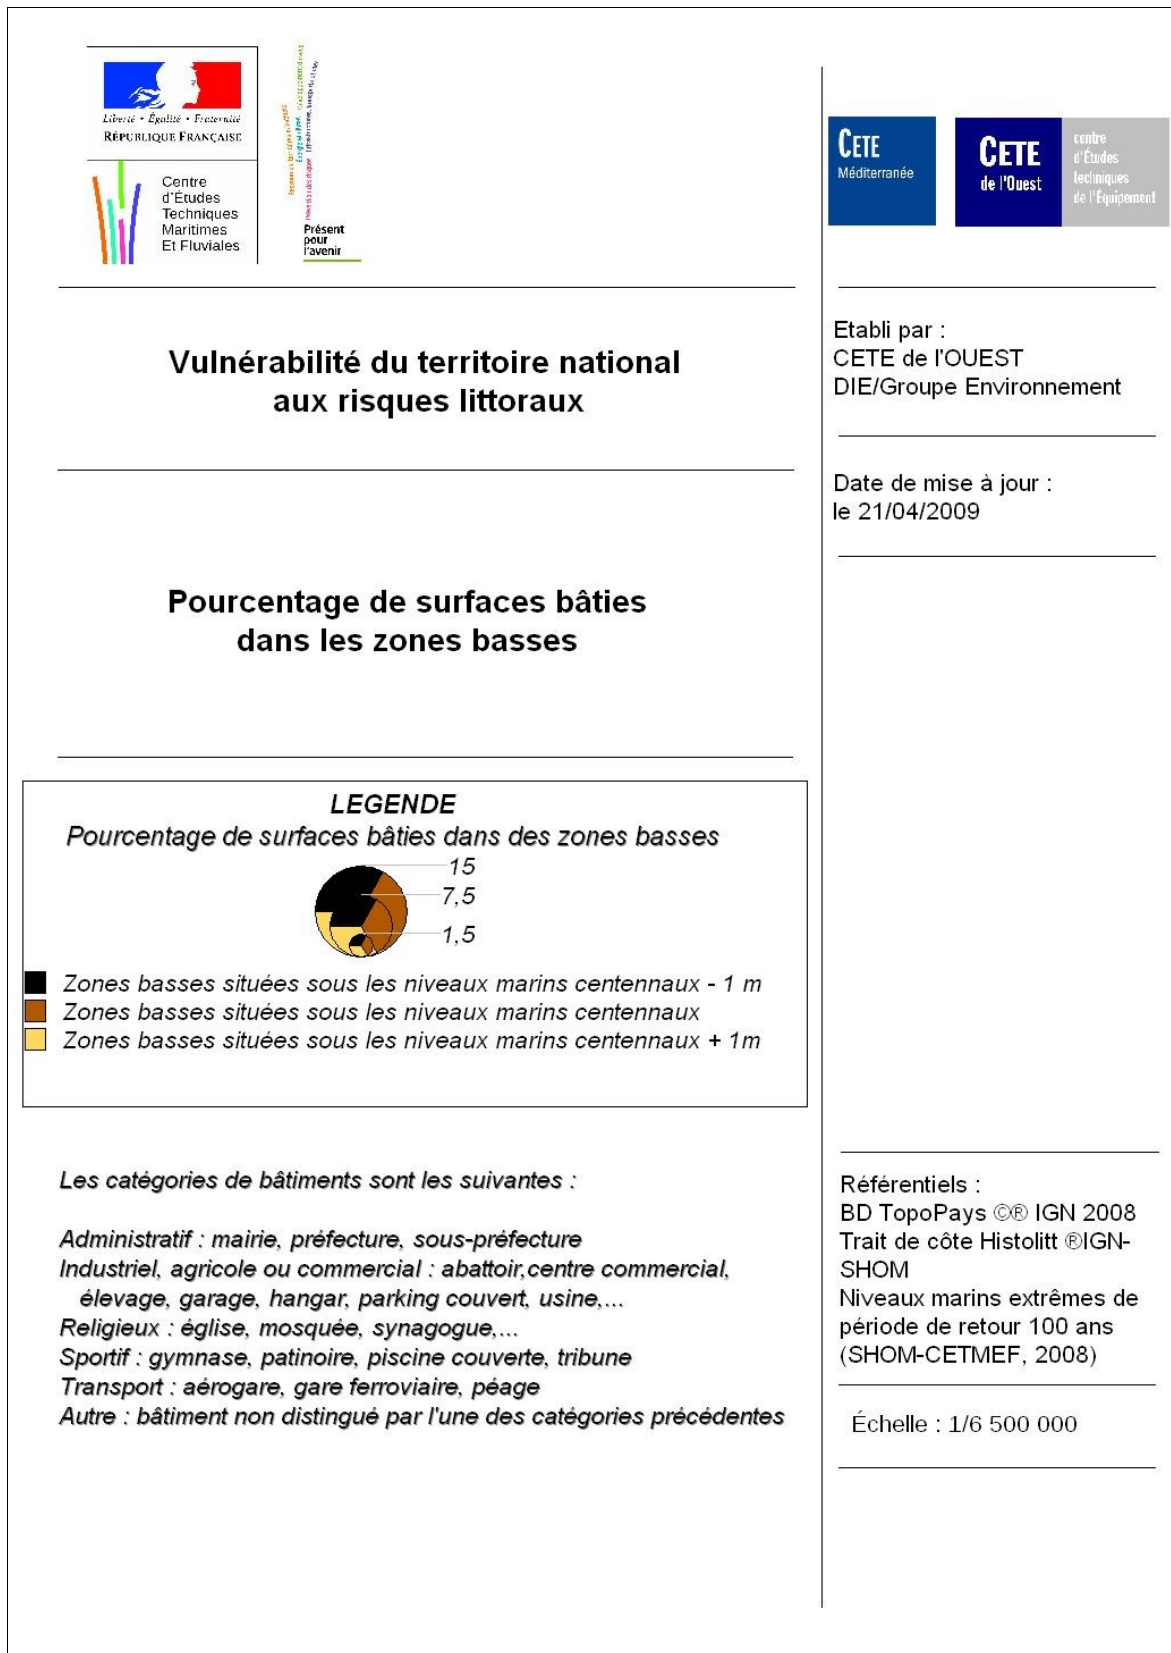 Liberté • Égalité • Fraternité
RÉPUBLIQUE FRANÇAISE
Centre
d'Études
Techniques
Maritimes
Et Fluviales
Présent
pour
l'avenir
CETE
Méditerranée
CETE
de l'Ouest
centre
d'Études
techniques
de l'Équipement
Vulnérabilité du territoire national
aux risques littoraux
Etabli par :
CETE de l'OUEST
DIE/Groupe Environnement
Date de mise à jour :
le 21/04/2009
Pourcentage de surfaces bâties
dans les zones basses
LEGENDE
Pourcentage de surfaces bâties dans des zones basses
15
7,5
1,5
Zones basses situées sous les niveaux marins centennaux - 1 m
Zones basses situées sous les niveaux marins centennaux
Zones basses situées sous les niveaux marins centennaux + 1m
Les catégories de bâtiments sont les suivantes :
Administratif : mairie, préfecture, sous-préfecture
Industriel, agricole ou commercial : abattoir,centre commercial,
élevage, garage, hangar, parking couvert, usine,...
Religieux : église, mosquée, synagogue,...
Sportif : gymnase, patinoire, piscine couverte, tribune
Transport : aérogare, gare ferroviaire, péage
Autre : bâtiment non distingué par l'une des catégories précédentes
Référentiels :
BD TopoPays ©® IGN 2008
Trait de côte Histolitt ®IGN-
SHOM
Niveaux marins extrêmes de
période de retour 100 ans
(SHOM-CETMEF, 2008)
Échelle : 1/6 500 000